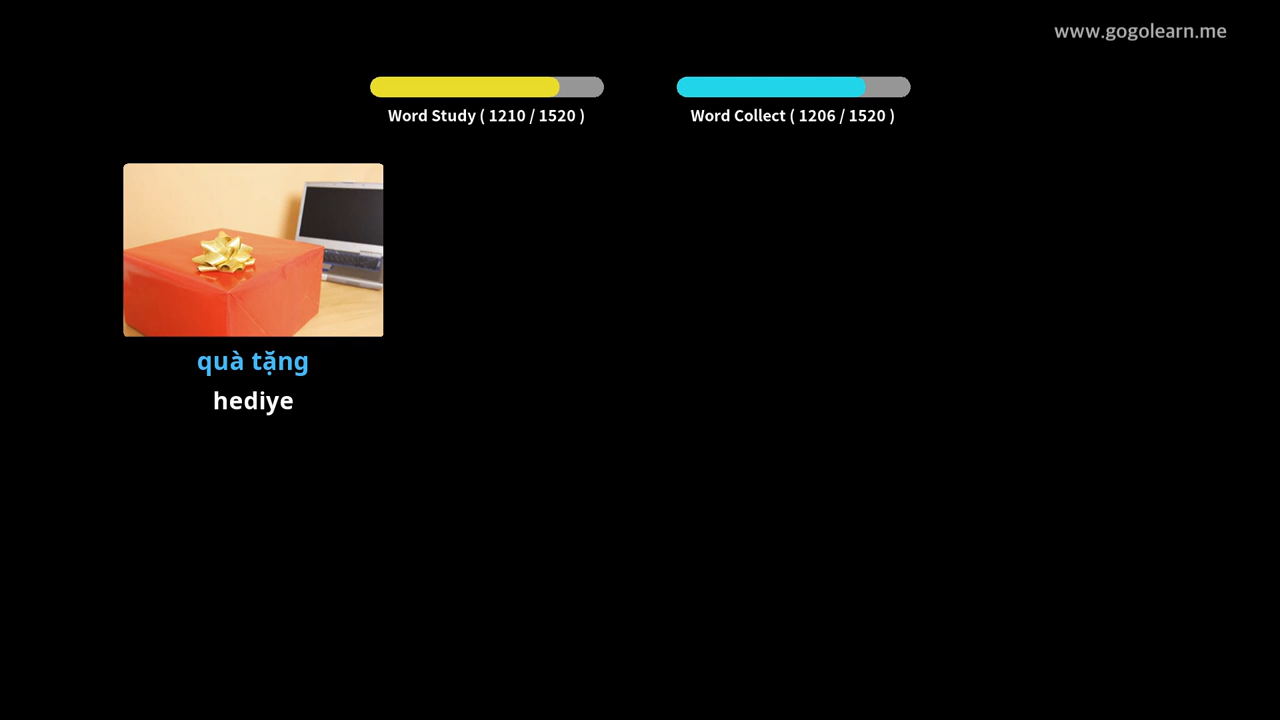 www.gogolearn.me
Word Study ( 1210 / 1520 )
Word Collect ( 1206 / 1520 )
quà tặng
hediye